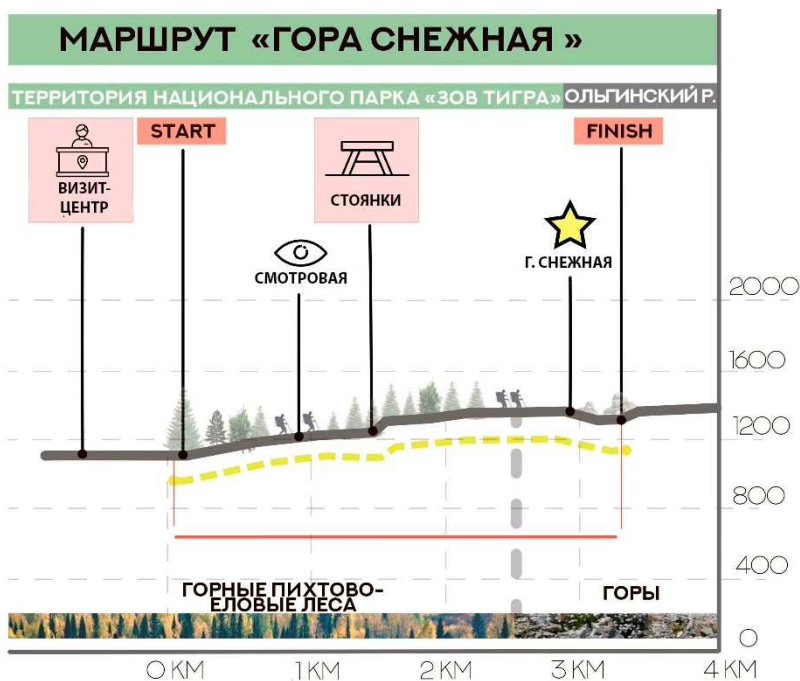 МАРШРУТ «ГОРА СНЕЖНАЯ »
ТЕРРИТОРИЯ НАЦИОНАЛЬНОГО ПАРКА «ЗОВ ТИГРА» ОЛЬГИНСКИЙ Р.
START
FINISH
ВИЗИТ-
ЦЕНТР
СТОЯНКИ
СМОТРОВАЯ
Г. СНЕЖНАЯ
2000
1600
1200
800
400
0
ГОРНЫЕ ПИХТОВО-
ЕЛОВЫЕ ЛЕСА
ГОРЫ
0 KM 1 KM 2 KM 3 KM 4 KM